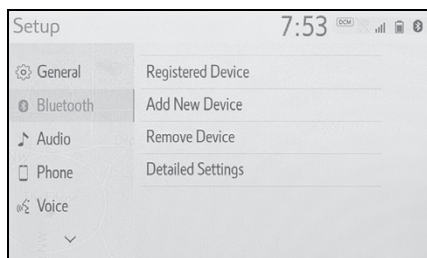 Setup
7:53
DCM
General
Bluetooth
Audio
Phone
Voice
Registered Device
Add New Device
Remove Device
Detailed Settings